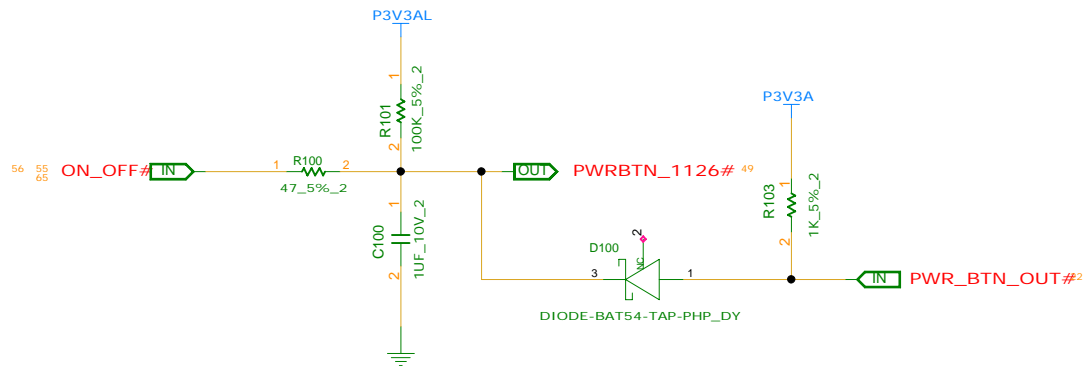 P3V3AL
1
R101
100K_5%_2
2
P3V3A
1
R103
1K_5%_2
2
56 55
65
ON_OFF#
IN
1
R100
2
47_5%_2
OUT
PWRBTN_1126#
49
1
C100
1UF_10V_2
2
D100
2
NC
3
1
DIODE-BAT54-TAP-PHP_DY
IN
PWR_BTN_OUT#